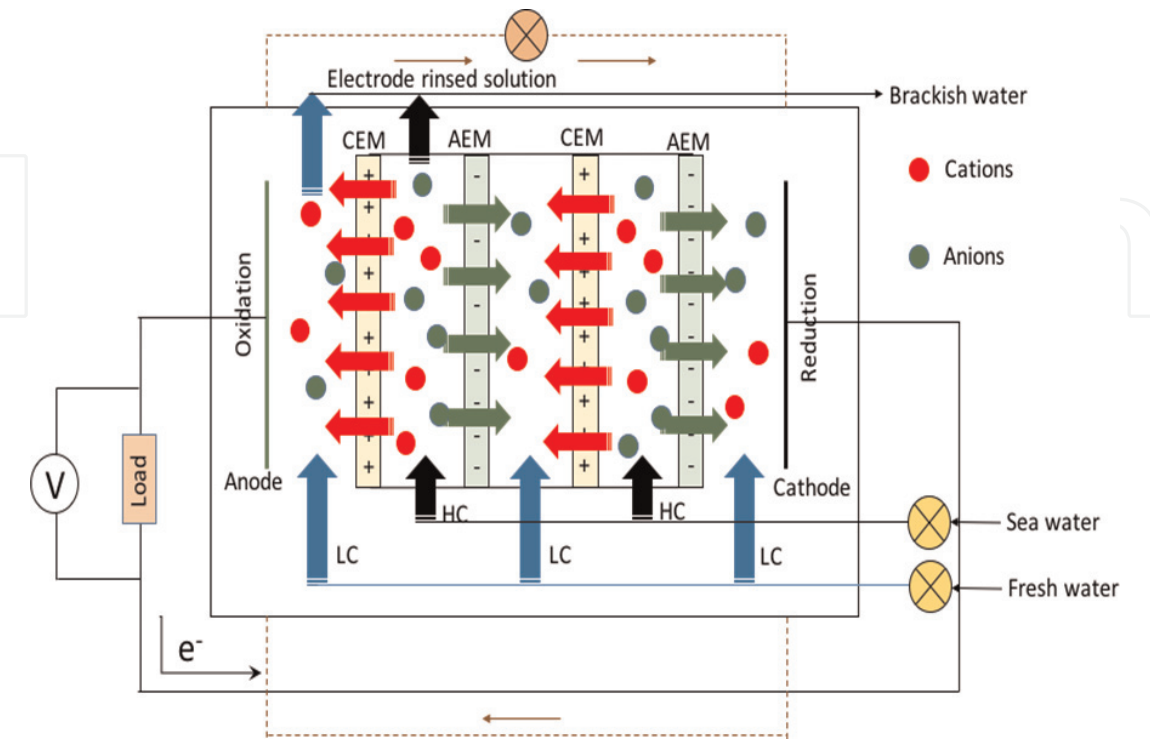 Electrode rinsed solution
Brackish water
CEM
AEM
CEM
AEM
Cations
Anions
Oxidation
Reduction
Anode
Cathode
V
Load
HC
HC
Sea water
LC
LC
LC
Fresh water
e-
+
+
+
+
+
+
-
-
-
-
-
-
+
+
+
+
+
+
-
-
-
-
-
-